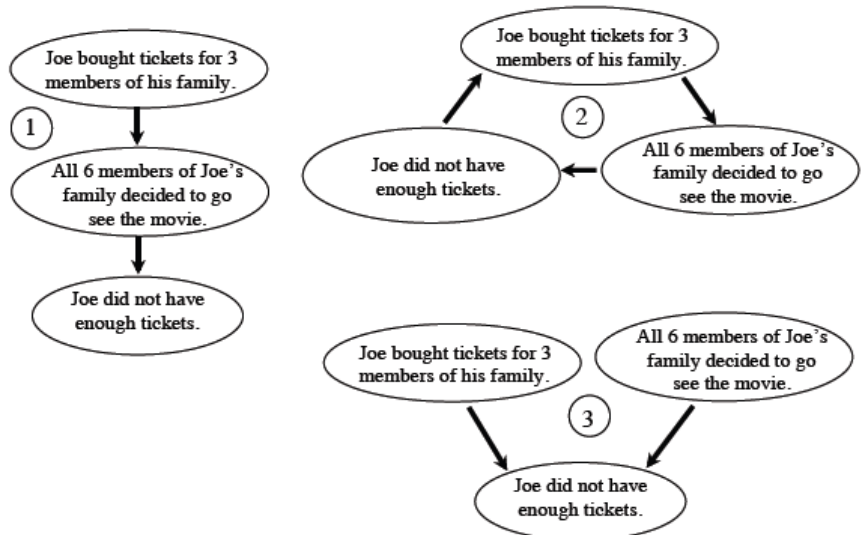 Joe bought tickets for 3
members of his family.
1
All 6 members of Joe's
family decided to go
see the movie.
Joe did not have
enough tickets.
Joe bought tickets for 3
members of his family.
2
All 6 members of Joe's
family decided to go
see the movie.
Joe did not have
enough tickets.
Joe bought tickets for 3
members of his family.
All 6 members of Joe's
family decided to go
see the movie.
3
Joe did not have
enough tickets.